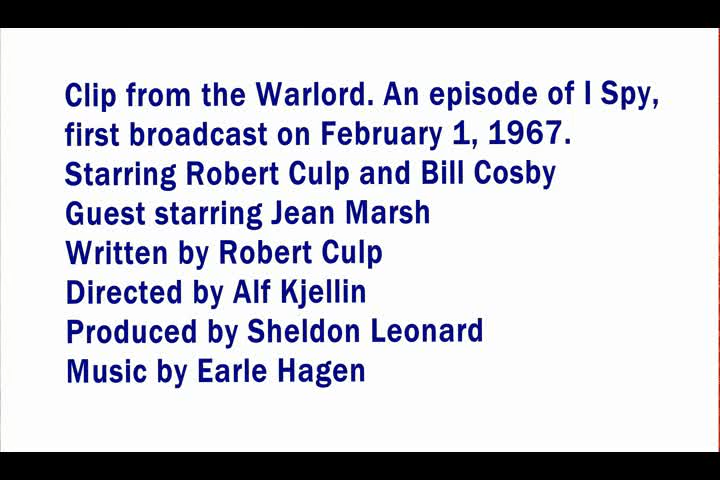 Clip from the Warlord. An episode of I Spy,
first broadcast on February 1, 1967.
Starring Robert Culp and Bill Cosby
Guest starring Jean Marsh
Written by Robert Culp
Directed by Alf Kjellin
Produced by Sheldon Leonard
Music by Earle Hagen